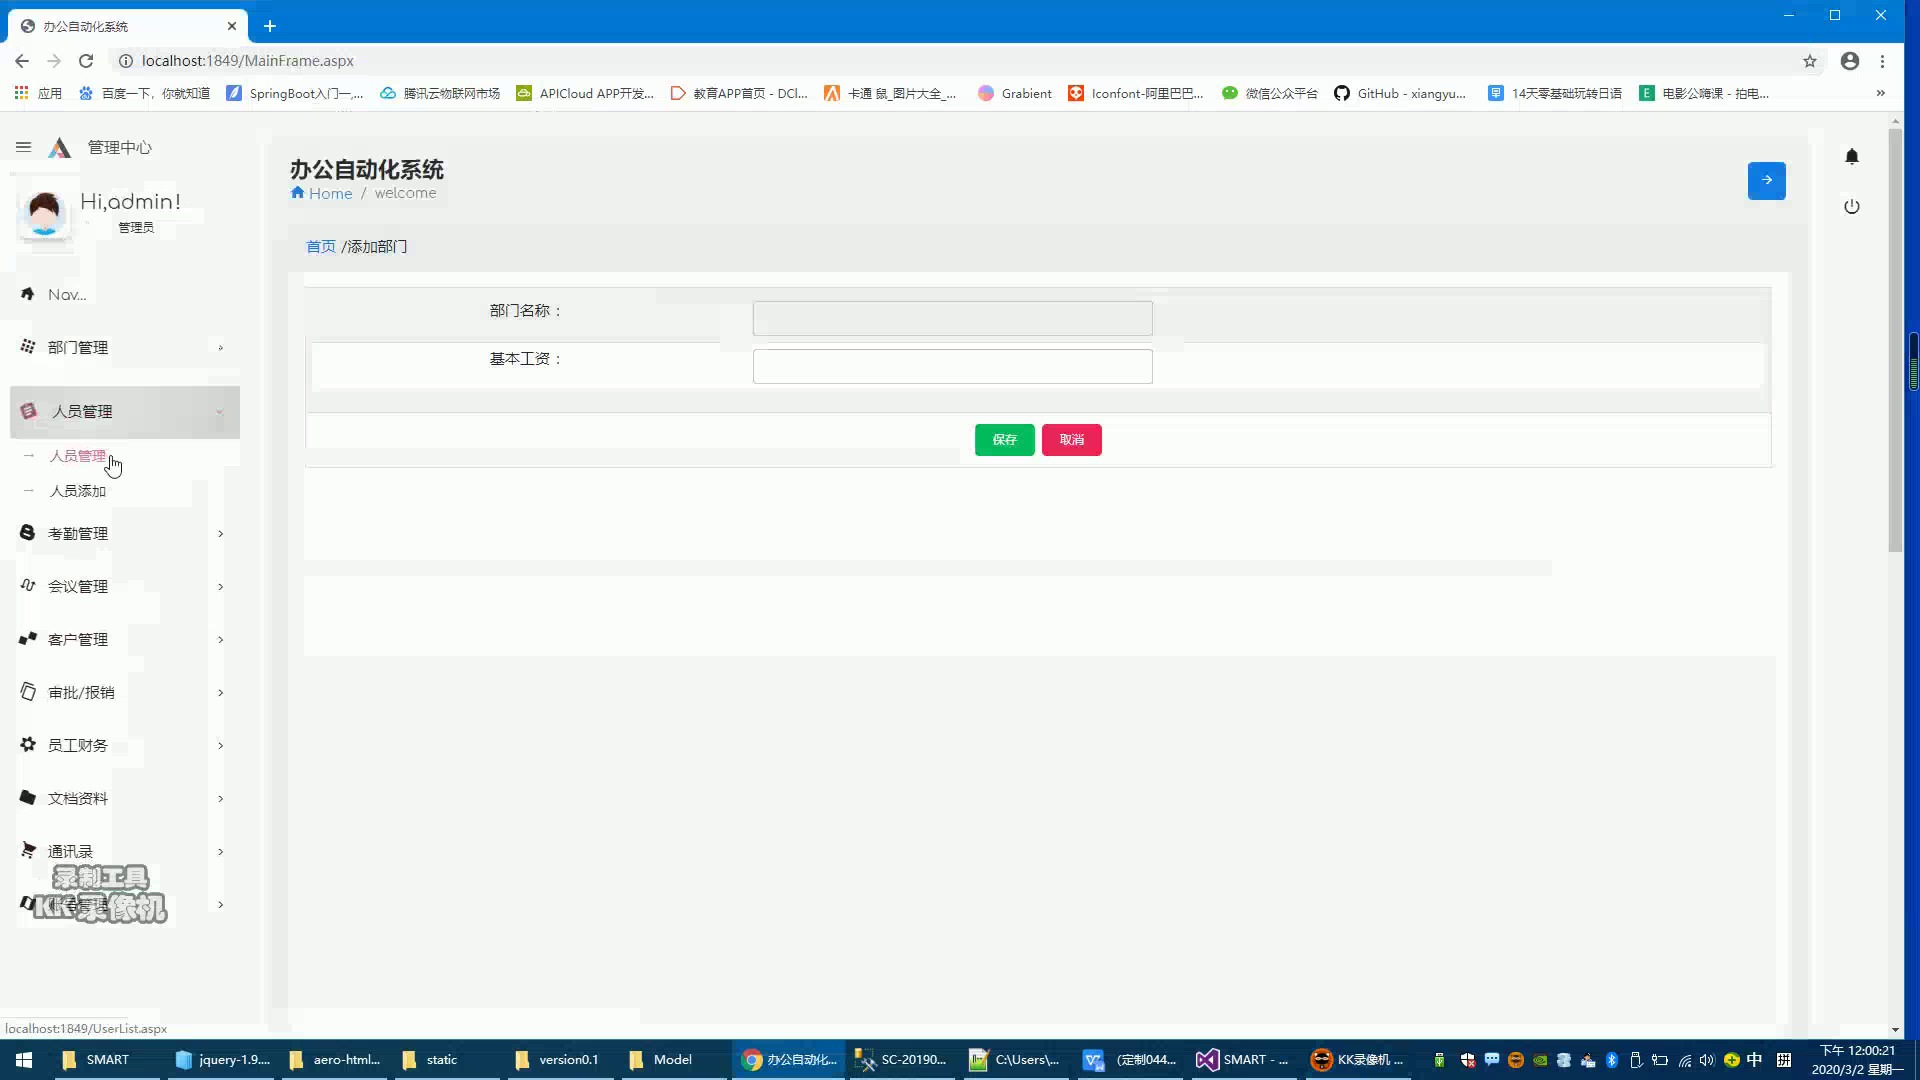 办公自动化系统
localhost:1849/MainFrame.aspx
应用
百度一下，你就知道
SpringBoot入门一,...
腾讯云物联网市场
APICloud APP开发...
教育APP首页 - DCl...
卡通 鼠_图片大全_...
Grabient
Iconfont-阿里巴巴...
微信公众平台
GitHub - xiangyu...
14天零基础玩转日语
电影公嗨课 - 拍电...
»
管理中心
Hi,admin!
管理员
Nav...
部门管理
人员管理
人员管理
人员添加
考勤管理
会议管理
客户管理
审批/报销
员工财务
文档资料
通讯录
录制工具
KK录像机
办公自动化系统
Home / welcome
首页 /添加部门
部门名称：
基本工资：
保存
取消
localhost:1849/UserList.aspx
SMART
jquery-1.9....
aero-html...
static
version0.1
Model
办公自动化...
SC-20190...
C:\Users\...
(定制044...
SMART - ...
KK录像机 ...
中
拼
下午 12:00:21
2020/3/2 星期一